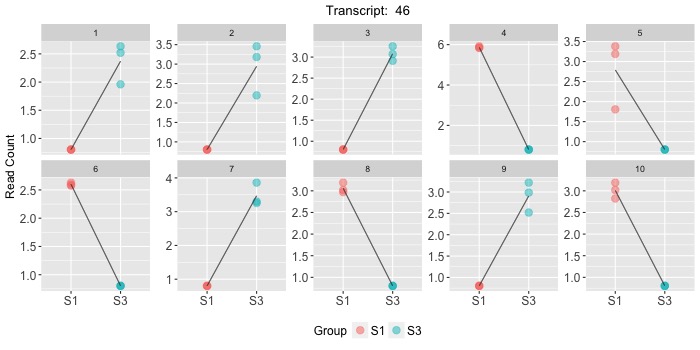 Transcript: 46
Read Count
1 2 3 4 5
2.5 3.5 3.0 6 3.5
2.0 3.0 2.5 4 3.0
1.5 2.5 2.0 2 2.5
1.0 2.0 1.5 2.0
1.5 1.0 1.5
1.0 1.0
6 7 8 9 10
2.5 4 3.0 3.0 3.0
2.0 3 2.5 2.5 2.5
1.5 2 2.0 2.0 2.0
1.0 1 1.5 1.5 1.5
1.0 1.0 1.0
S1 S3 S1 S3 S1 S3 S1 S3 S1 S3
Group S1 S3